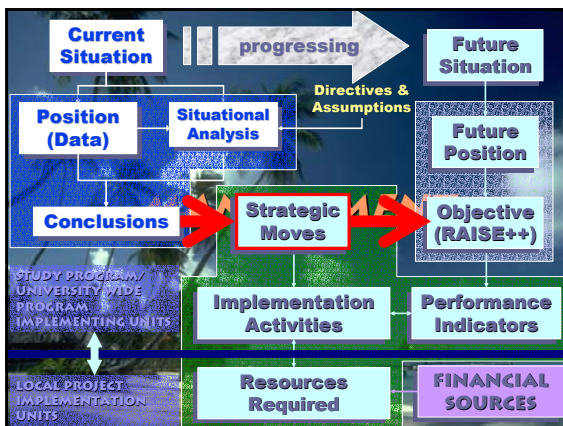 Current
Situation
progressing
Future
Situation
Directives &
Assumptions
Position
(Data)
Situational
Analysis
Future
Position
Conclusions
Strategic
Moves
Objective
(RAISE++)
STUDY PROGRAM/
UNIVERSITY WIDE
PROGRAM
IMPLEMENTING UNITS
Implementation
Activities
Performance
Indicators
LOCAL PROJECT
IMPLEMENTATION
UNITS
Resources
Required
FINANCIAL
SOURCES